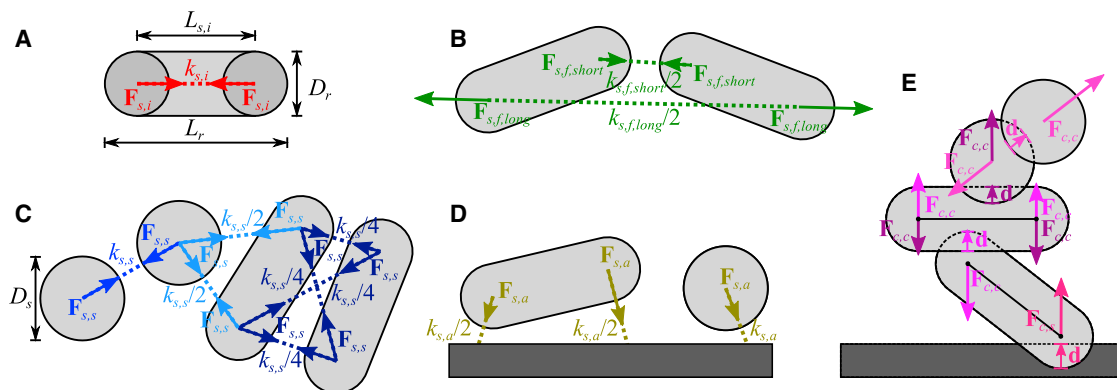 A
L_{s,i}
k_{s,i}
F_{s,i}
F_{s,i}
D_r
L_r
B
F_{s,f,short}
F_{s,f,short}
k_{s,f,short}/2
F_{s,f,long}
F_{s,f,long}
k_{s,f,long}/2
C
D_s
k_{s,s}
F_{s,s}
F_{s,s}
k_{s,s}/2
F_{s,s}
k_{s,s}/2
F_{s,s}
k_{s,s}/4
F_{s,s}
F_{s,s}
k_{s,s}/4
k_{s,s}/4
F_{s,s}
F_{s,s}
k_{s,s}/4
D
F_{s,a}
F_{s,a}
F_{s,a}
k_{s,a}/2
k_{s,a}/2
k_{s,a}
E
d
F_{c,c}
F_{c,c}
F_{c,c}
d
F_{c,c}
F_{c,c}
F_{c,c}
F_{c,c}
d
F_{c,c}
F_{c,s}
d